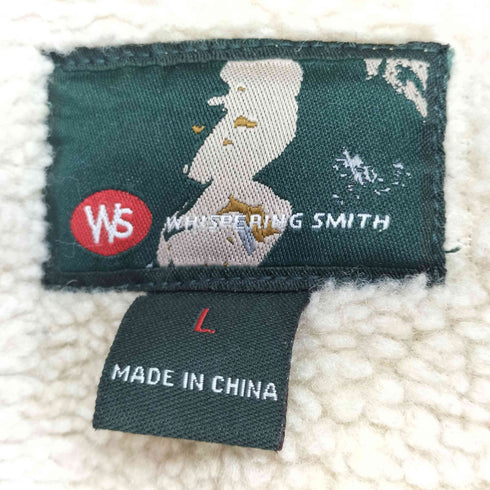 WS
WHISPERING SMITH
L
MADE IN CHINA